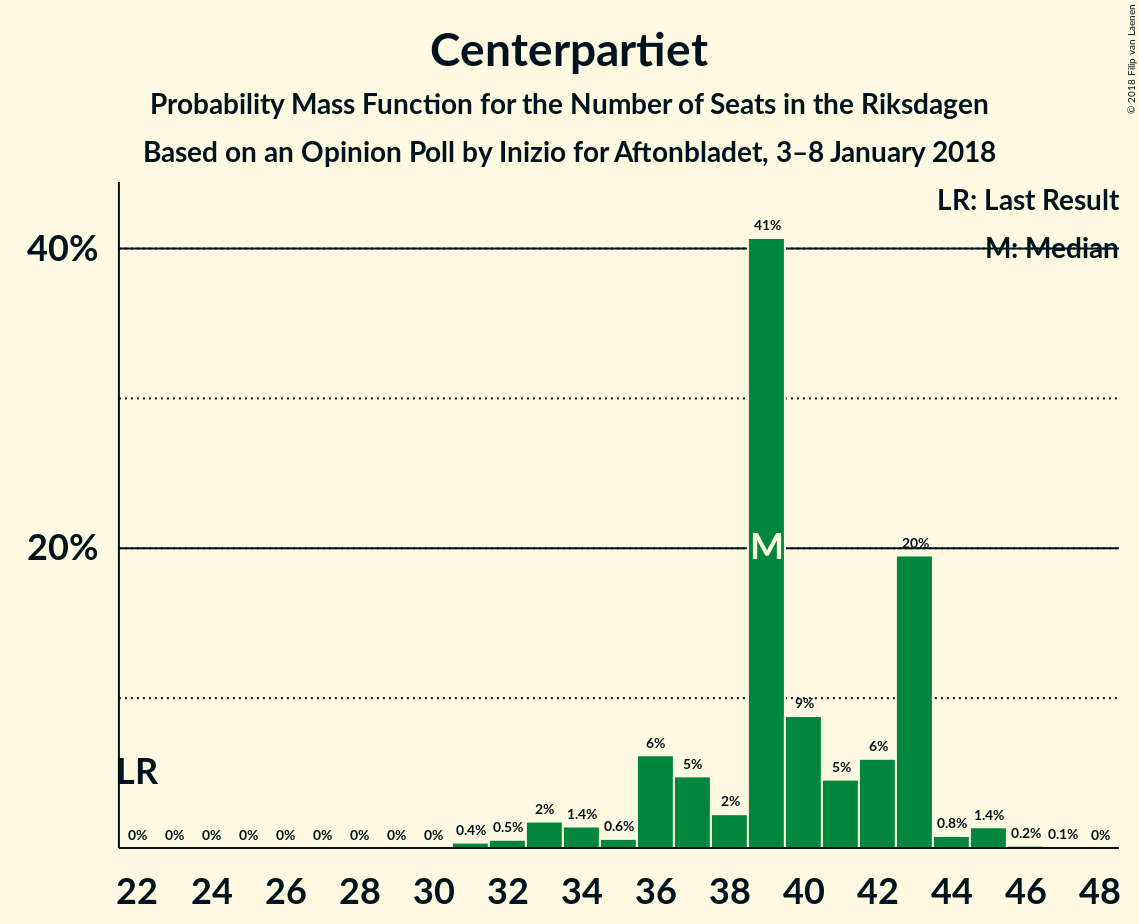 Centerpartiet
Probability Mass Function for the Number of Seats in the Riksdagen
Based on an Opinion Poll by Inizio for Aftonbladet, 3–8 January 2018
© 2018 Filip van Laenen
LR: Last Result
M: Median
40%
20%
LR
M
0% 0% 0% 0% 0% 0% 0% 0% 0% 0.4% 0.5% 2% 1.4% 0.6% 6% 5% 2% 41% 9% 5% 6% 20% 0.8% 1.4% 0.2% 0.1% 0%
22 24 26 28 30 32 34 36 38 40 42 44 46 48